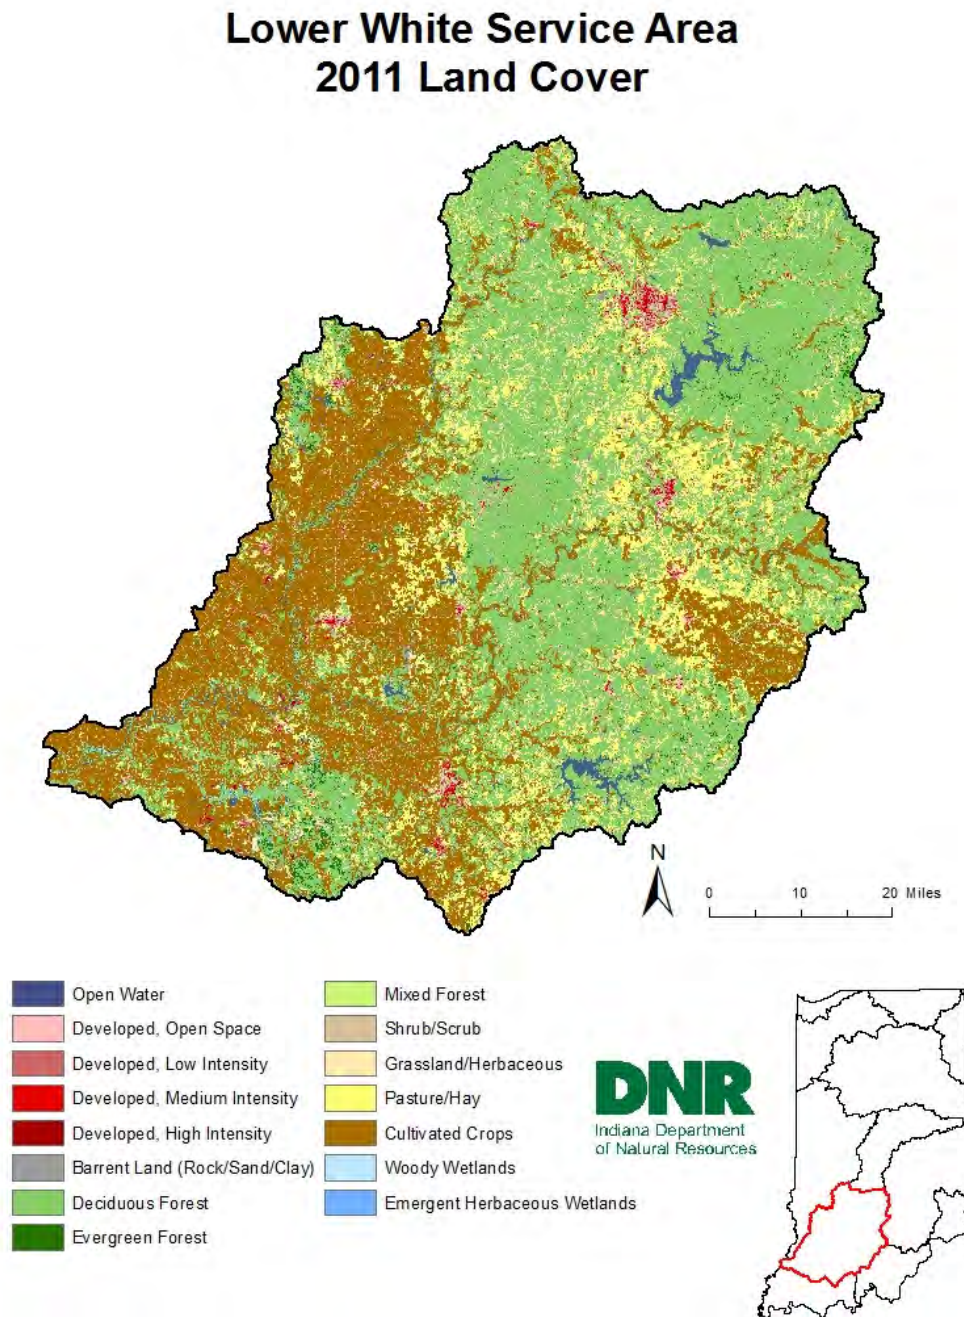 Lower White Service Area
2011 Land Cover
N
0 10 20 Miles
Open Water
Developed, Open Space
Developed, Low Intensity
Developed, Medium Intensity
Developed, High Intensity
Barrent Land (Rock/Sand/Clay)
Deciduous Forest
Evergreen Forest
Mixed Forest
Shrub/Scrub
Grassland/Herbaceous
Pasture/Hay
Cultivated Crops
Woody Wetlands
Emergent Herbaceous Wetlands
DNR
Indiana Department
of Natural Resources